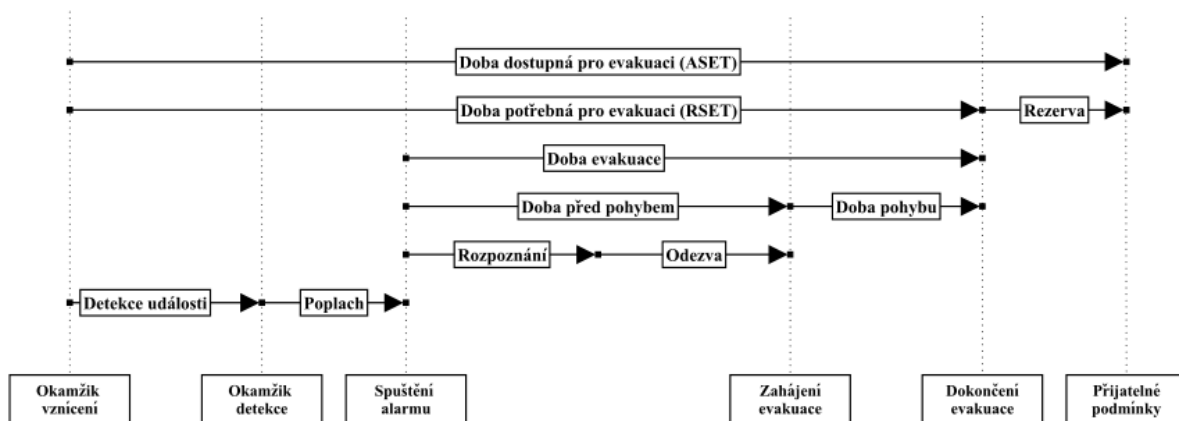 Doba dostupná pro evakuaci (ASET)
Doba potřebná pro evakuaci (RSET)
Rezerva
Doba evakuace
Doba před pohybem
Doba pohybu
Rozpoznání
Odezva
Detekce události
Poplach
Okamžik
vznícení
Okamžik
detekce
Spuštění
alarmu
Zahájení
evakuace
Dokončení
evakuace
Přijatelné
podmínky